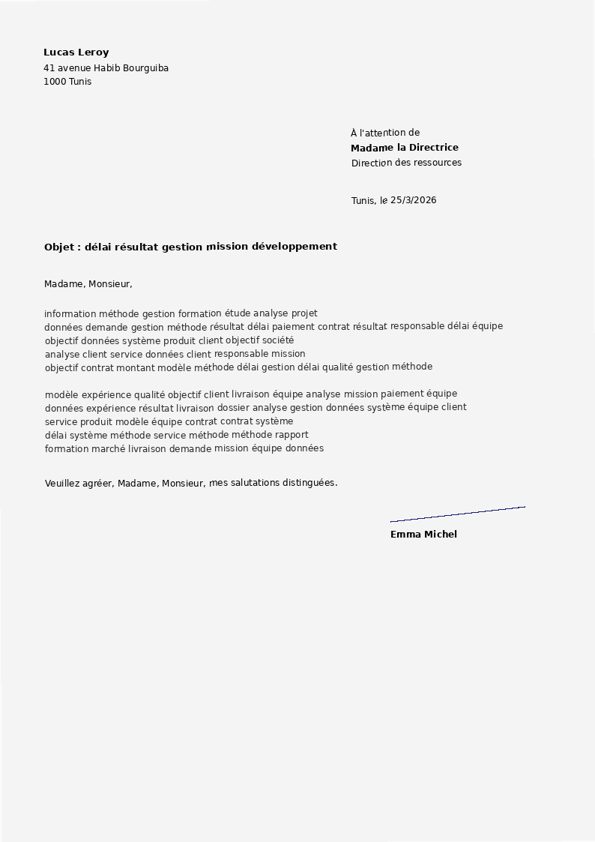 Lucas Leroy
41 avenue Habib Bourguiba
1000 Tunis
À l'attention de
Madame la Directrice
Direction des ressources
Tunis, le 25/3/2026
Objet : délai résultat gestion mission développement
Madame, Monsieur,
information méthode gestion formation étude analyse projet
données demande gestion méthode résultat délai paiement contrat résultat responsable délai équipe
objectif données système produit client objectif société
analyse client service données client responsable mission
objectif contrat montant modèle méthode délai gestion délai qualité gestion méthode
modèle expérience qualité objectif client livraison équipe analyse mission paiement équipe
données expérience résultat livraison dossier analyse gestion données système équipe client
service produit modèle équipe contrat contrat système
délai système méthode service méthode méthode rapport
formation marché livraison demande mission équipe données
Veuillez agréer, Madame, Monsieur, mes salutations distinguées.
Emma Michel